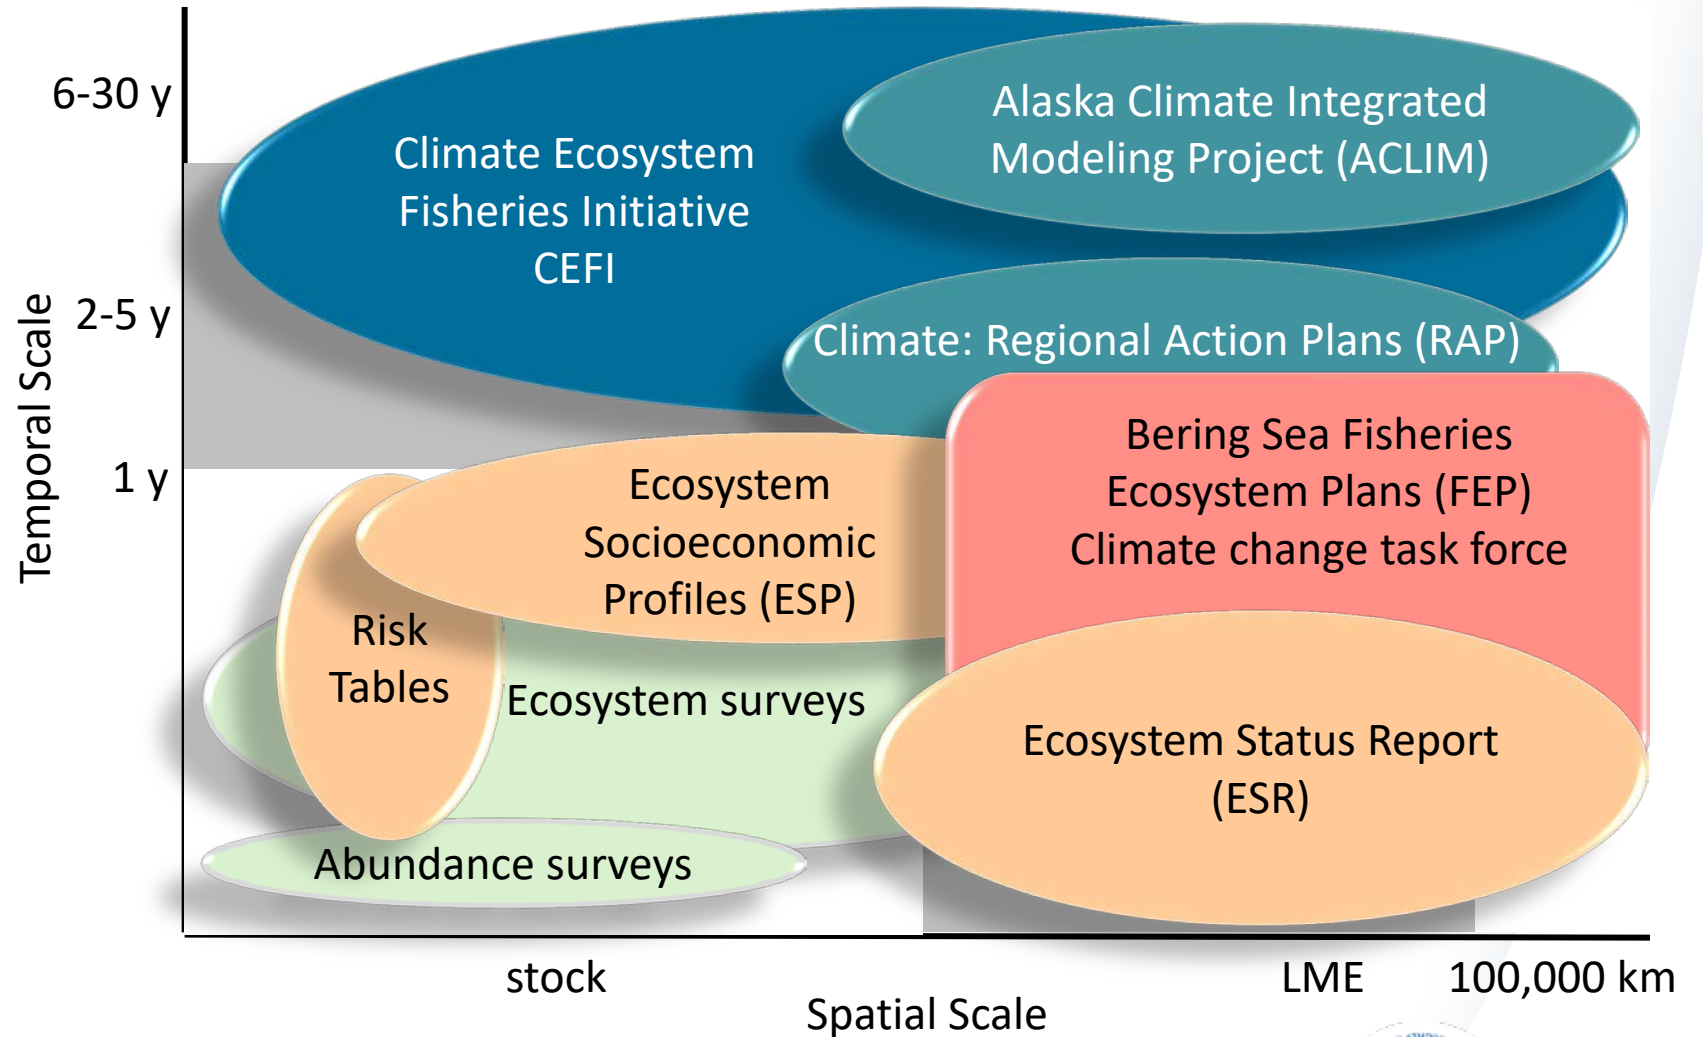 6-30 y
Alaska Climate Integrated
Modeling Project (ACLIM)
Climate Ecosystem
Fisheries Initiative
CEFI
2-5 y
Climate: Regional Action Plans (RAP)
Temporal Scale
1 y
Bering Sea Fisheries
Ecosystem Plans (FEP)
Climate change task force
Ecosystem
Socioeconomic
Profiles (ESP)
Risk
Tables
Ecosystem surveys
Ecosystem Status Report
(ESR)
Abundance surveys
stock
LME
100,000 km
Spatial Scale